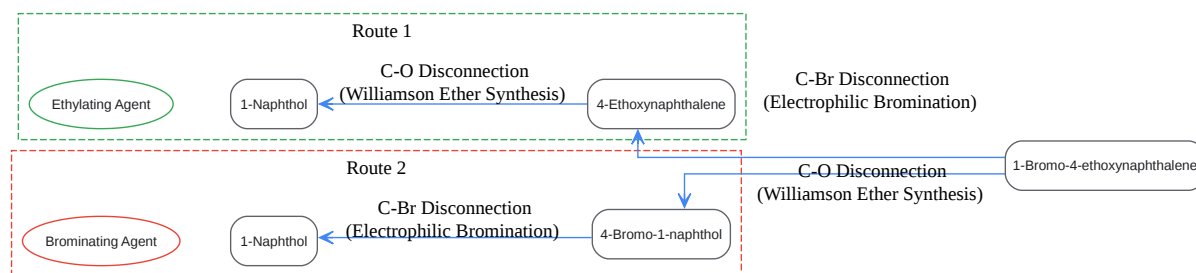 Route 1
C-O Disconnection
(Williamson Ether Synthesis)
C-Br Disconnection
(Electrophilic Bromination)
Ethylating Agent
1-Naphthol
4-Ethoxynaphthalene
1-Bromo-4-ethoxynaphthalene
Route 2
C-O Disconnection
(Williamson Ether Synthesis)
C-Br Disconnection
(Electrophilic Bromination)
Brominating Agent
1-Naphthol
4-Bromo-1-naphthol